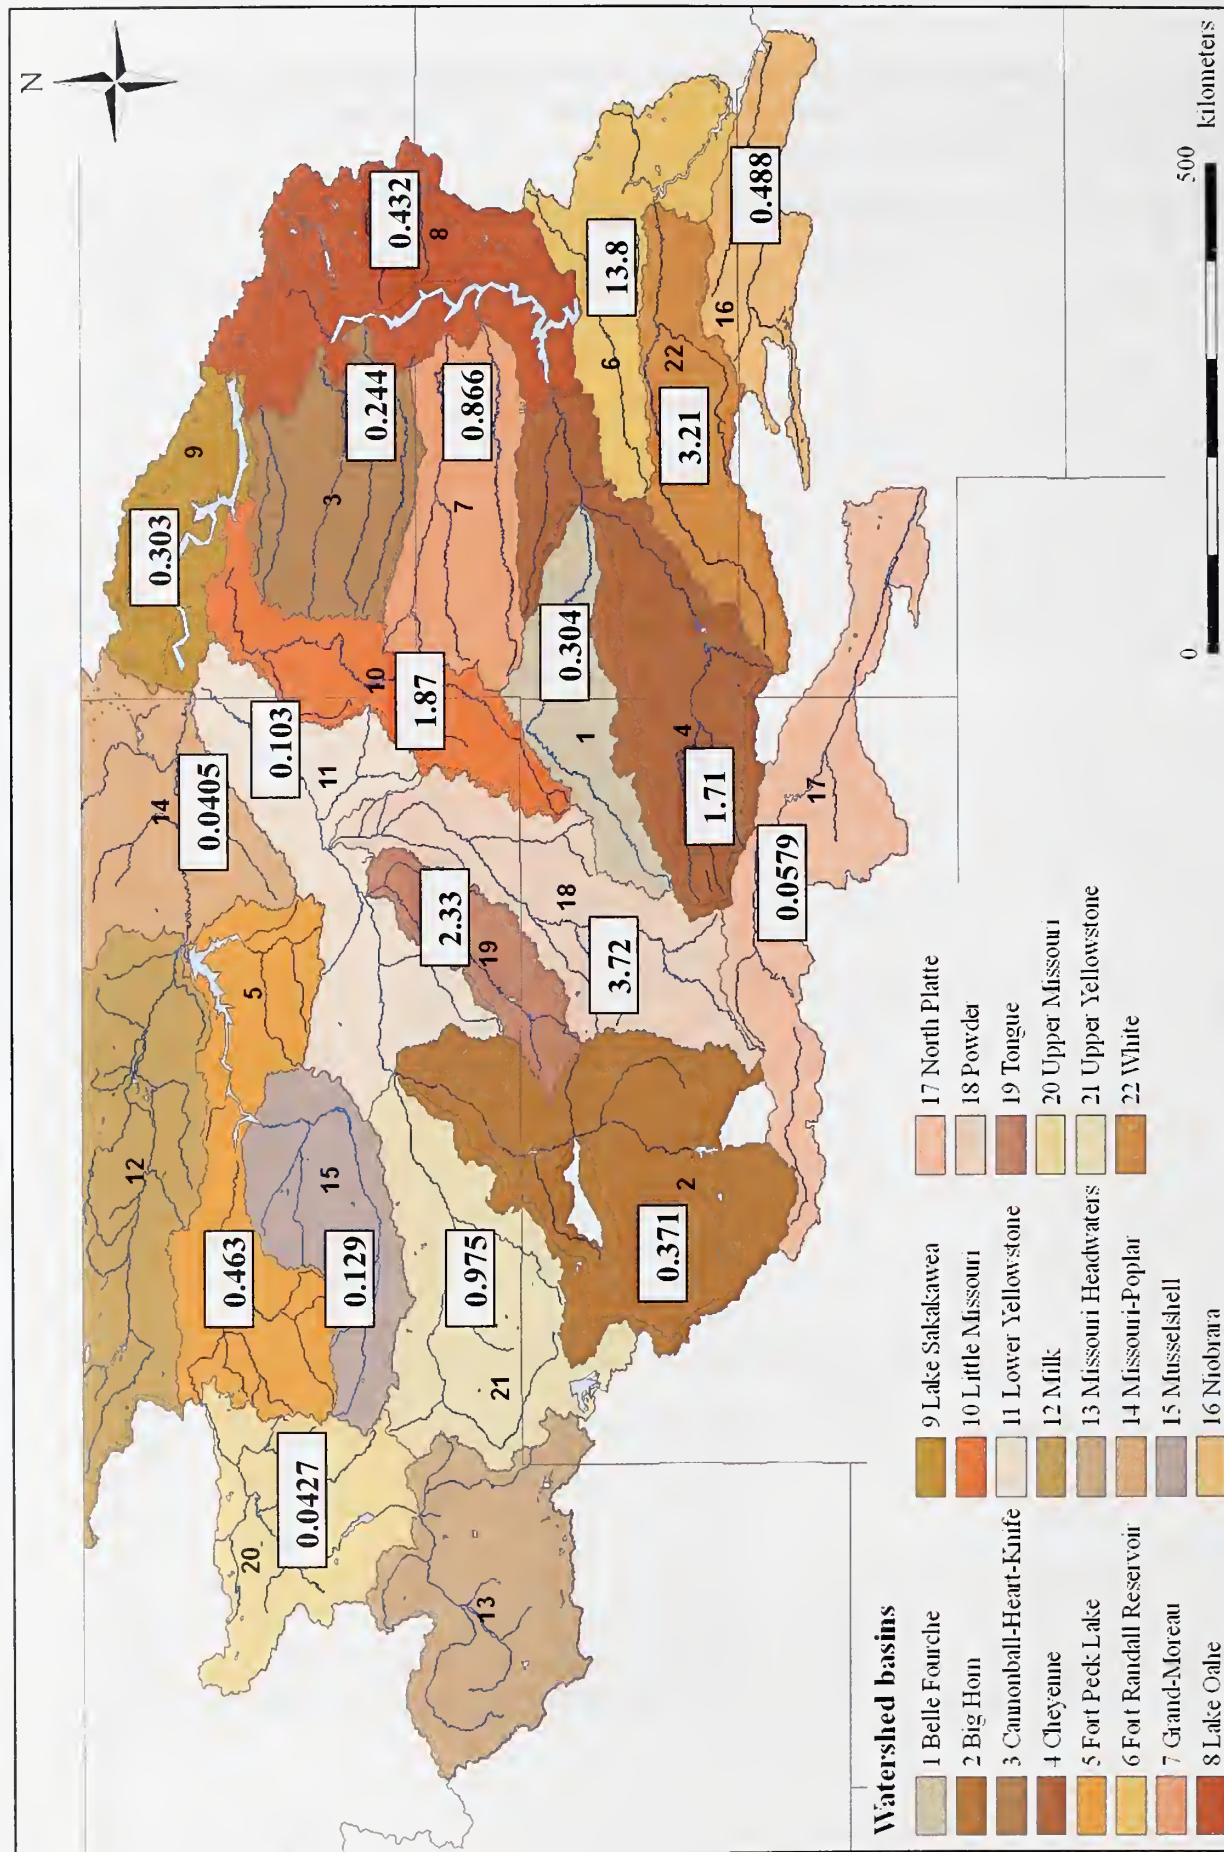 N
9
0.303
0.432
8
3
0.244
7
0.866
13.8
6
0.488
16
22
3.21
14
0.0405
0.103
11
10
1.87
0.304
1
4
1.71
17
0.0579
5
2.33
19
18
3.72
12
0.463
15
0.129
0.975
21
2
0.371
20
0.0427
13
0
500
kilometers
Watershed basins
1 Belle Fourche
2 Big Horn
3 Cannonball-Heart-Knife
4 Cheyenne
5 Fort Peck Lake
6 Fort Randall Reservoir
7 Grand-Moreau
8 Lake Oahe
9 Lake Sakakawea
10 Little Missouri
11 Lower Yellowstone
12 Milk
13 Missouri Headwaters
14 Missouri-Poplar
15 Musselshell
16 Niobrara
17 North Platte
18 Powder
19 Tongue
20 Upper Missouri
21 Upper Yellowstone
22 White